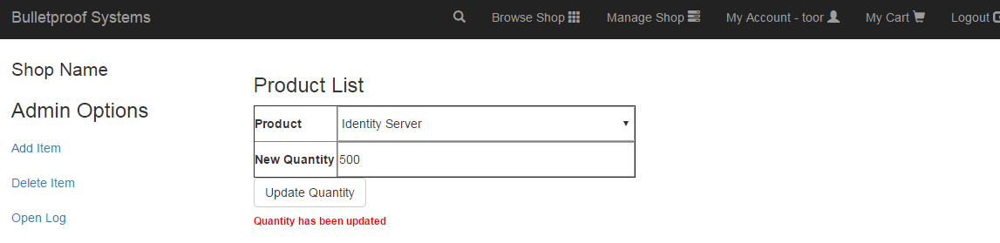 Bulletproof Systems Browse Shop Manage Shop My Account - toor My Cart Logout
Shop Name
Admin Options
Add Item
Delete Item
Open Log
Product List
Product Identity Server
New Quantity 500
Update Quantity
Quantity has been updated